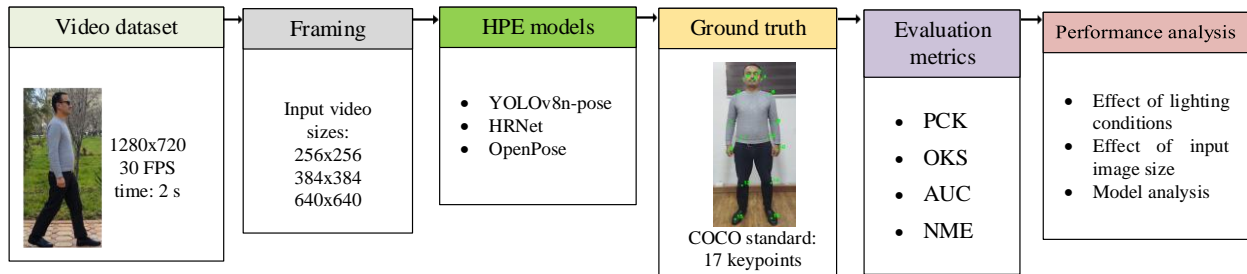 Video dataset
1280x720
30 FPS
time: 2 s
Framing
Input video
sizes:
256x256
384x384
640x640
HPE models
• YOLOv8n-pose
• HRNet
• OpenPose
Ground truth
COCO standard:
17 keypoints
Evaluation
metrics
• PCK
• OKS
• AUC
• NME
Performance analysis
• Effect of lighting
conditions
• Effect of input
image size
• Model analysis